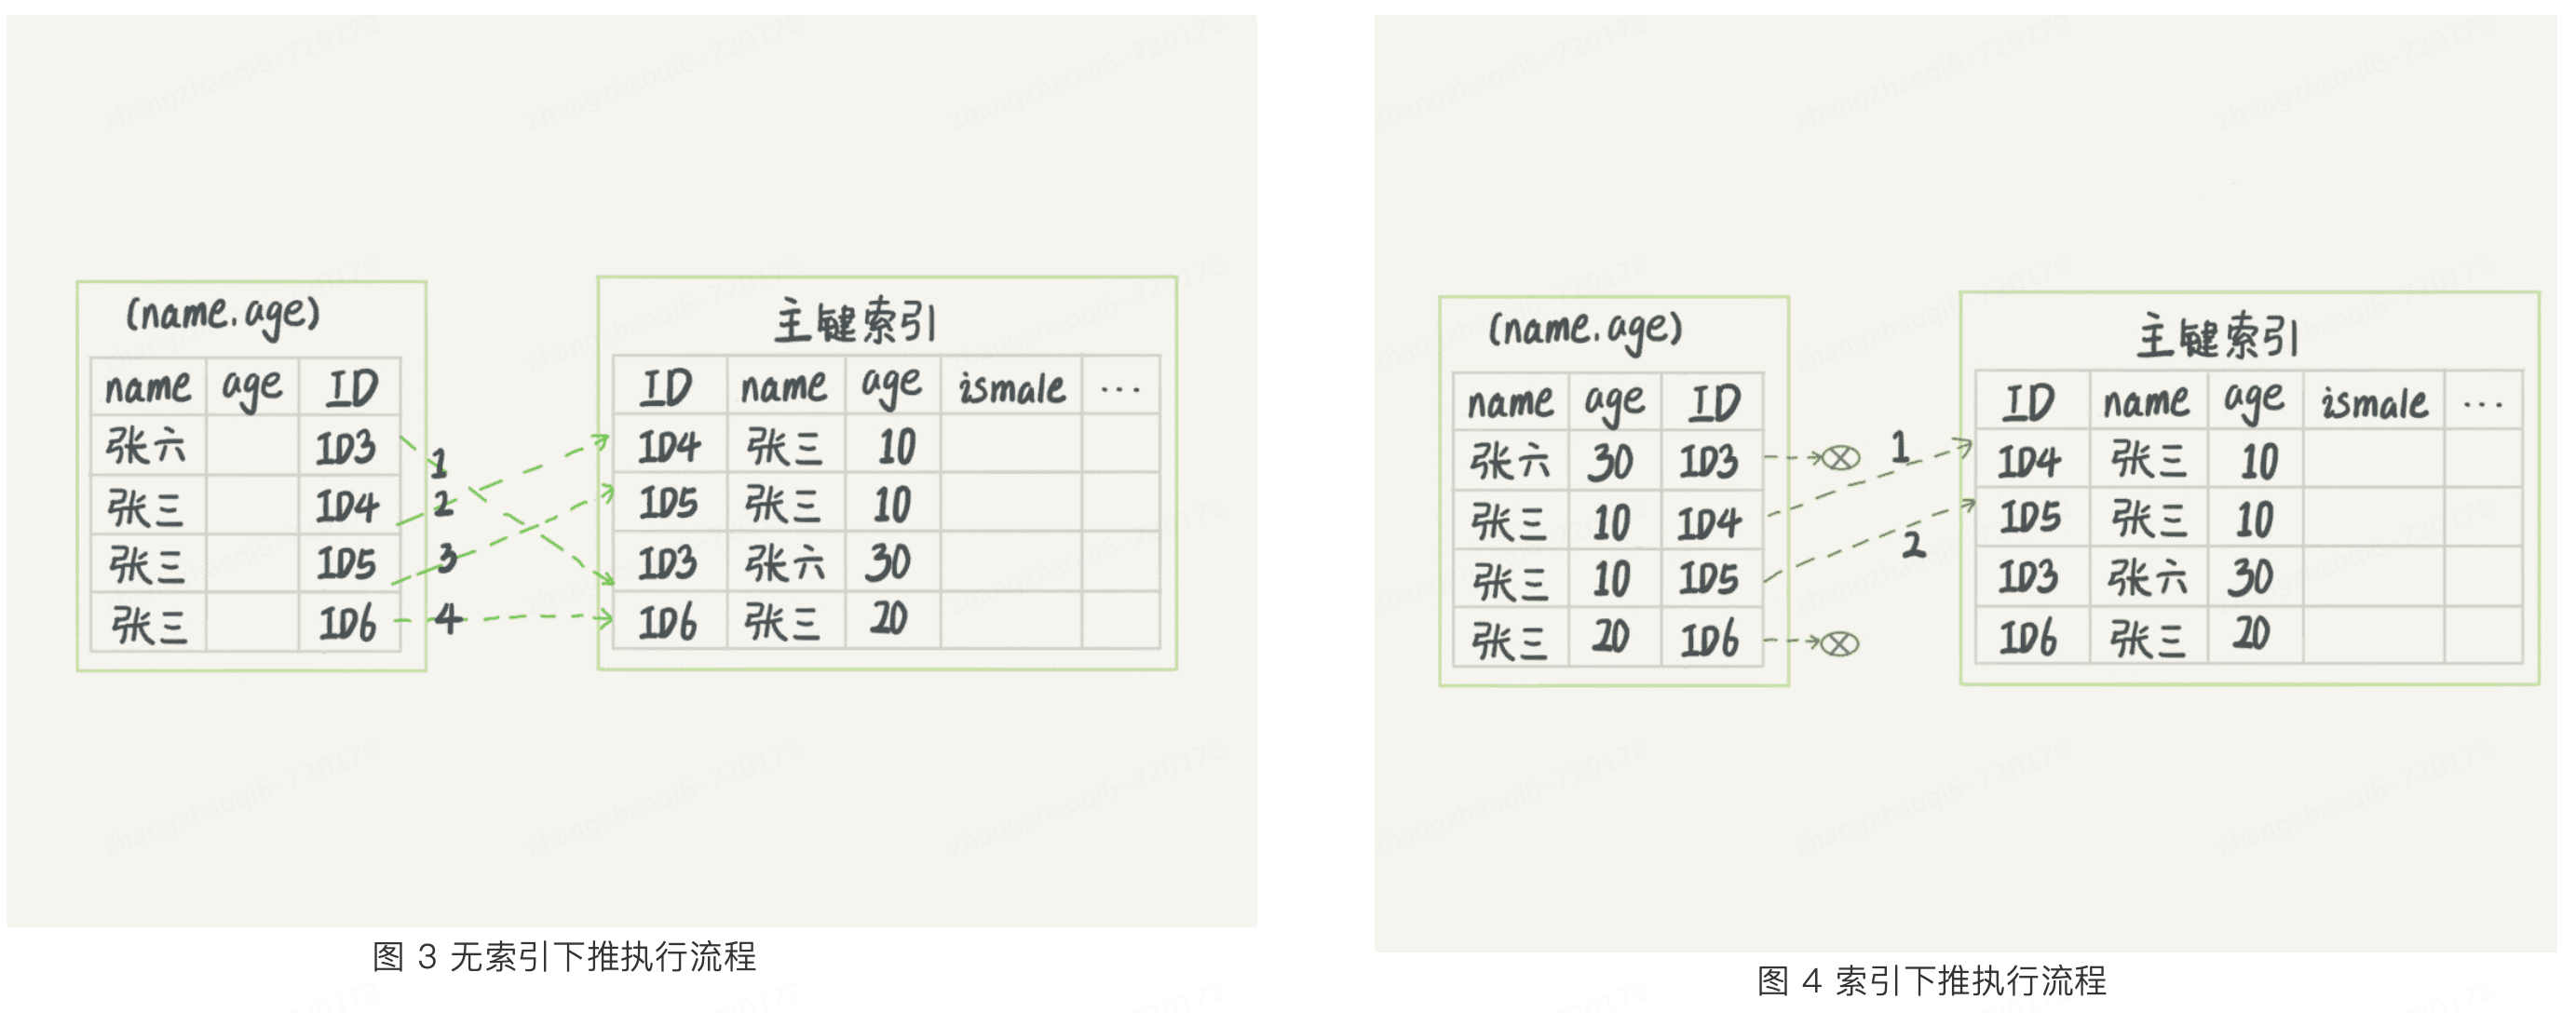 (name.age)
name age ID
张六 ID3
张三 ID4
张三 ID5
张三 ID6
1
2
3
4
主键索引
ID name age ismale ...
ID4 张三 10
ID5 张三 10
ID3 张六 30
ID6 张三 20
图 3 无索引下推执行流程
(name.age)
name age ID
张六 30 ID3
张三 10 ID4
张三 10 ID5
张三 20 ID6
1
2
主键索引
ID name age ismale ...
ID4 张三 10
ID5 张三 10
ID3 张六 30
ID6 张三 20
图 4 索引下推执行流程
zhangzhaoqi6-720178